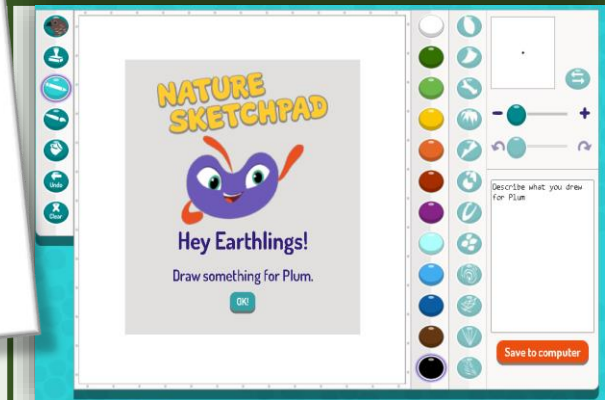 NATURE
SKETCHPAD
Hey Earthlings!
Draw something for Plum.
OK!
Undo
Clear
Describe what you drew
for Plum
Save to computer